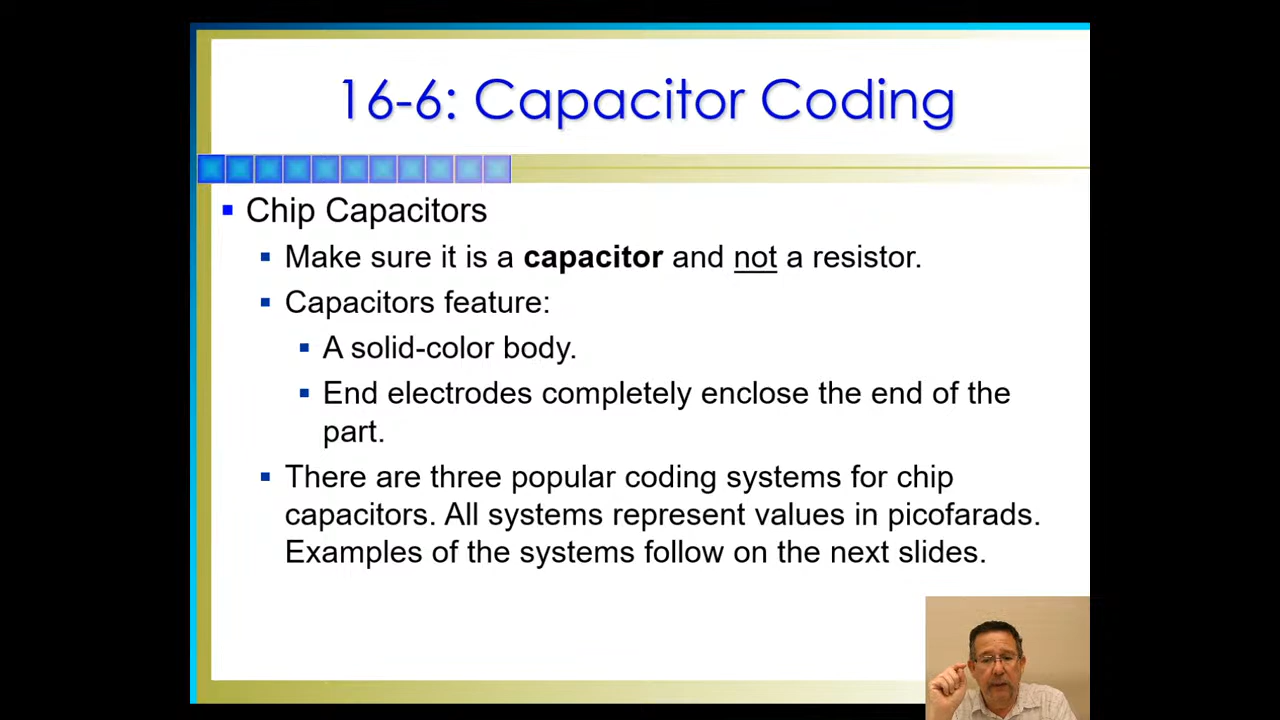 16-6: Capacitor Coding
Chip Capacitors
Make sure it is a capacitor and not a resistor.
Capacitors feature:
A solid-color body.
End electrodes completely enclose the end of the
part.
There are three popular coding systems for chip
capacitors. All systems represent values in picofarads.
Examples of the systems follow on the next slides.